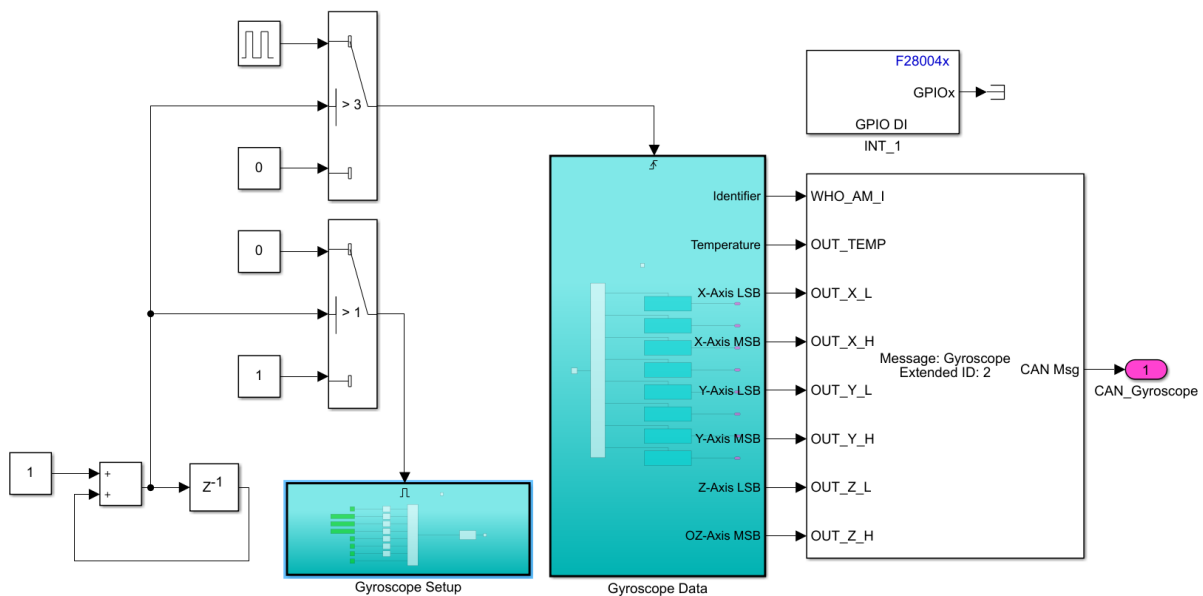 > 3
0
0
> 1
1
1
+
+
Z-1
Gyroscope Setup
Identifier
Temperature
X-Axis LSB
X-Axis MSB
Y-Axis LSB
Y-Axis MSB
Z-Axis LSB
OZ-Axis MSB
Gyroscope Data
F28004x
GPIOx
GPIO DI
INT_1
WHO_AM_I
OUT_TEMP
OUT_X_L
OUT_X_H
OUT_Y_L
OUT_Y_H
OUT_Z_L
OUT_Z_H
Message: Gyroscope
Extended ID: 2
CAN Msg
1
CAN_Gyroscope